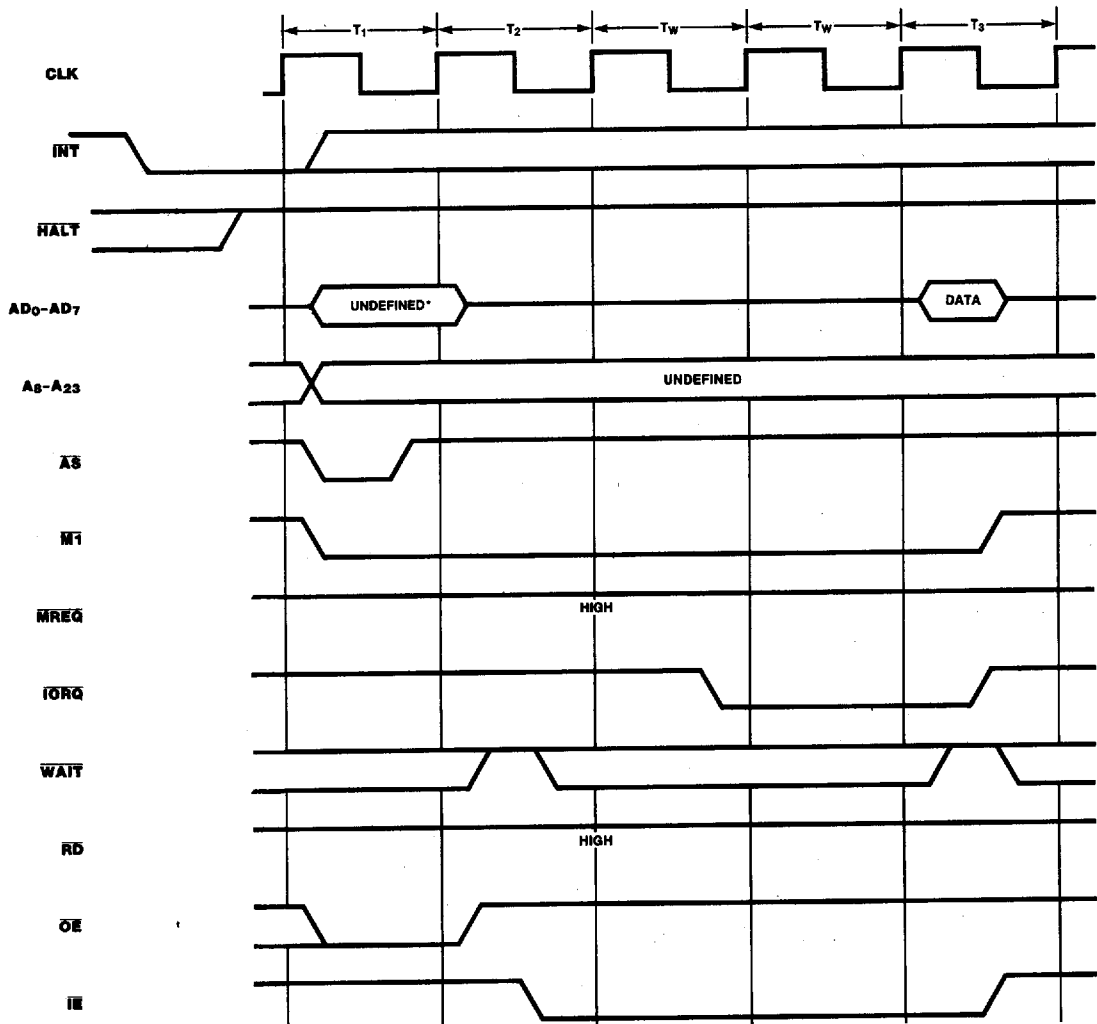 T1 T2 TW TW T3
CLK
INT
HALT
AD0-AD7 UNDEFINED* DATA
A8-A23 UNDEFINED
AS
M1
MREQ HIGH
IORQ
WAIT
RD HIGH
OE
IE